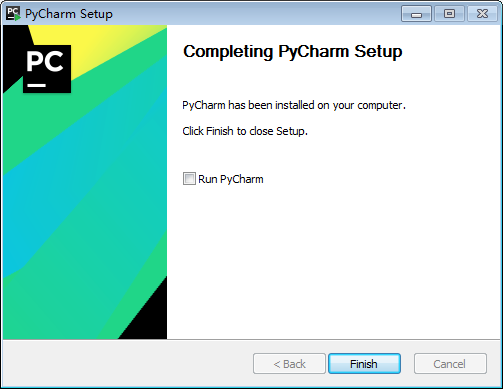 PyCharm Setup
PC
Completing PyCharm Setup
PyCharm has been installed on your computer.
Click Finish to close Setup.
Run PyCharm
< Back
Finish
Cancel